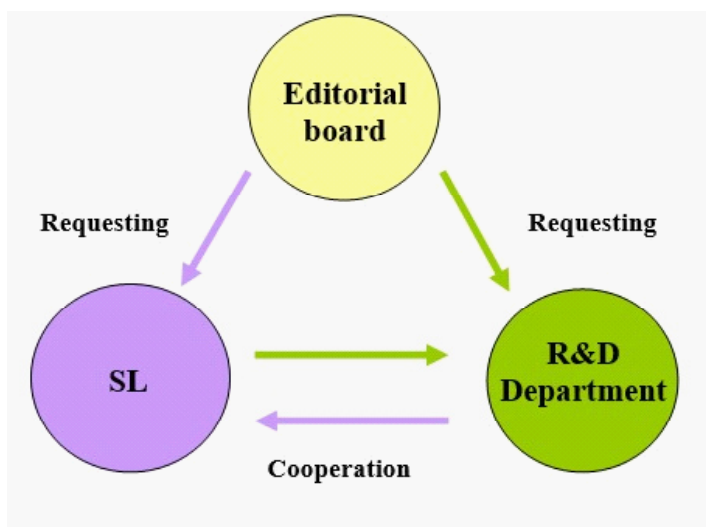 Editorial
board
Requesting
Requesting
SL
R&D
Department
Cooperation